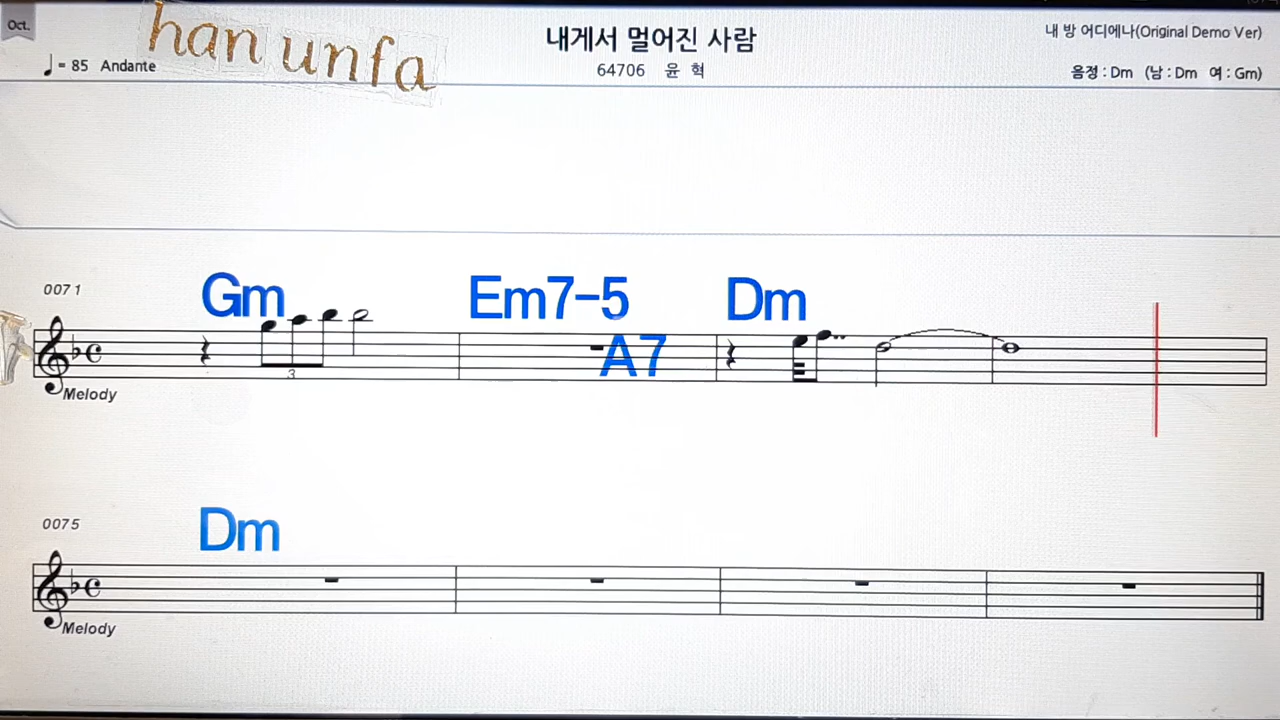 Oct.
han unfa
내게서 멀어진 사람
내 방 어디에나(Original Demo Ver)
♩ = 85 Andante
64706 윤 혁
음정 : Dm (남 : Dm 여 : Gm)
0071
Gm Em7-5 A7 Dm
3
Melody
0075
Dm
Melody